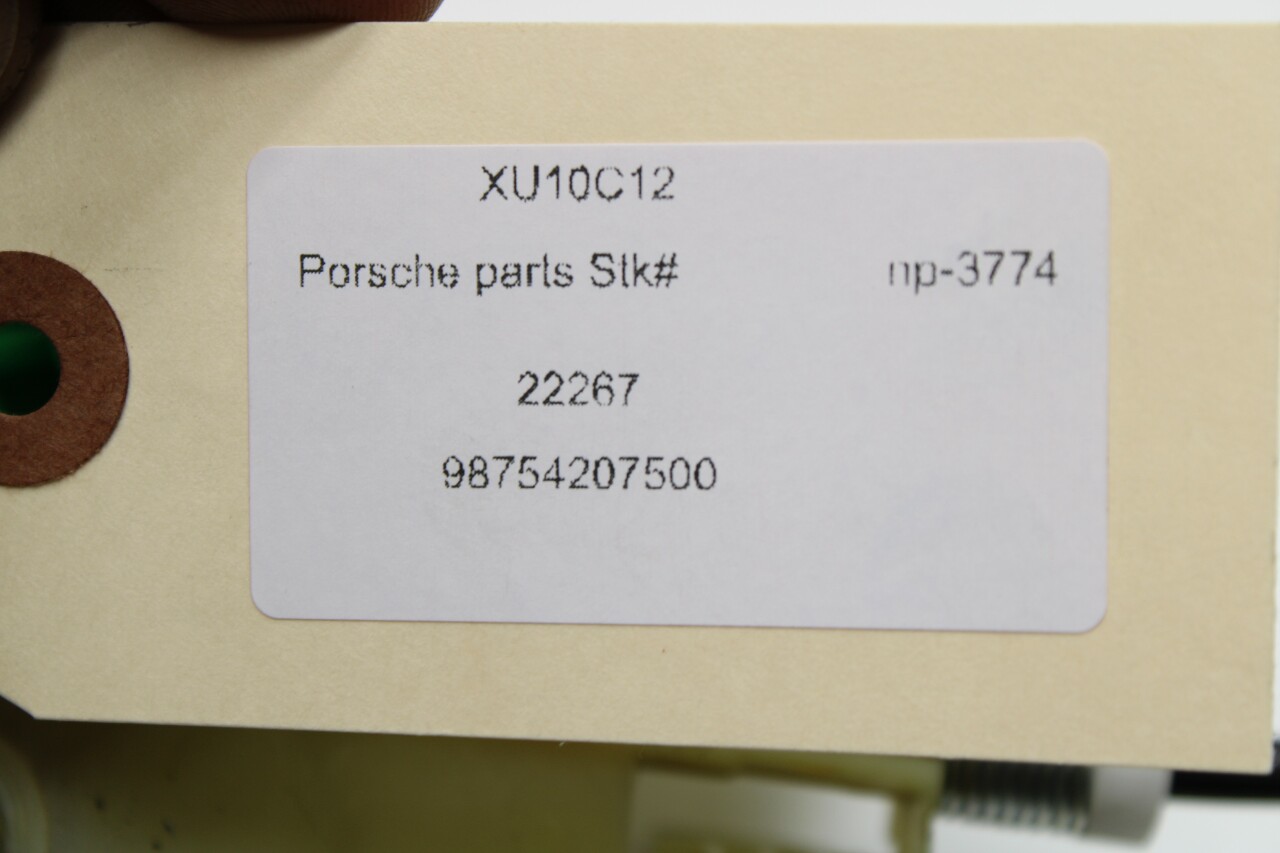 XU10C12
Porsche parts Stk# np-3774
22267
98754207500